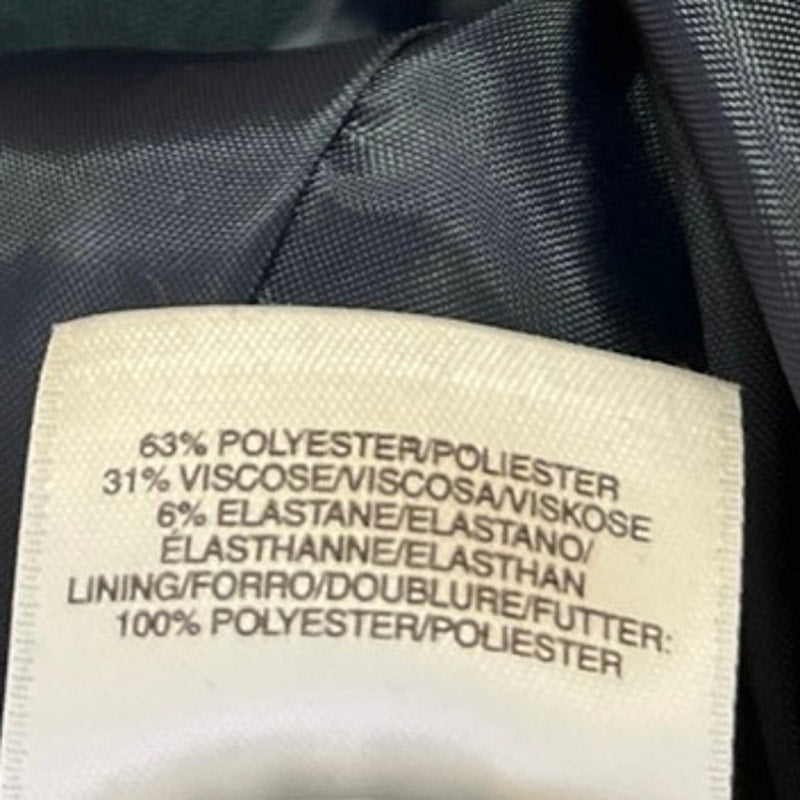 63% POLYESTER/POLIESTER
31% VISCOSE/VISCOSA/VISKOSE
6% ELASTANE/ELASTANO/
ÉLASTHANNE/ELASTHAN
LINING/FORRO/DOUBLURE/FUTTER:
100% POLYESTER/POLIESTER